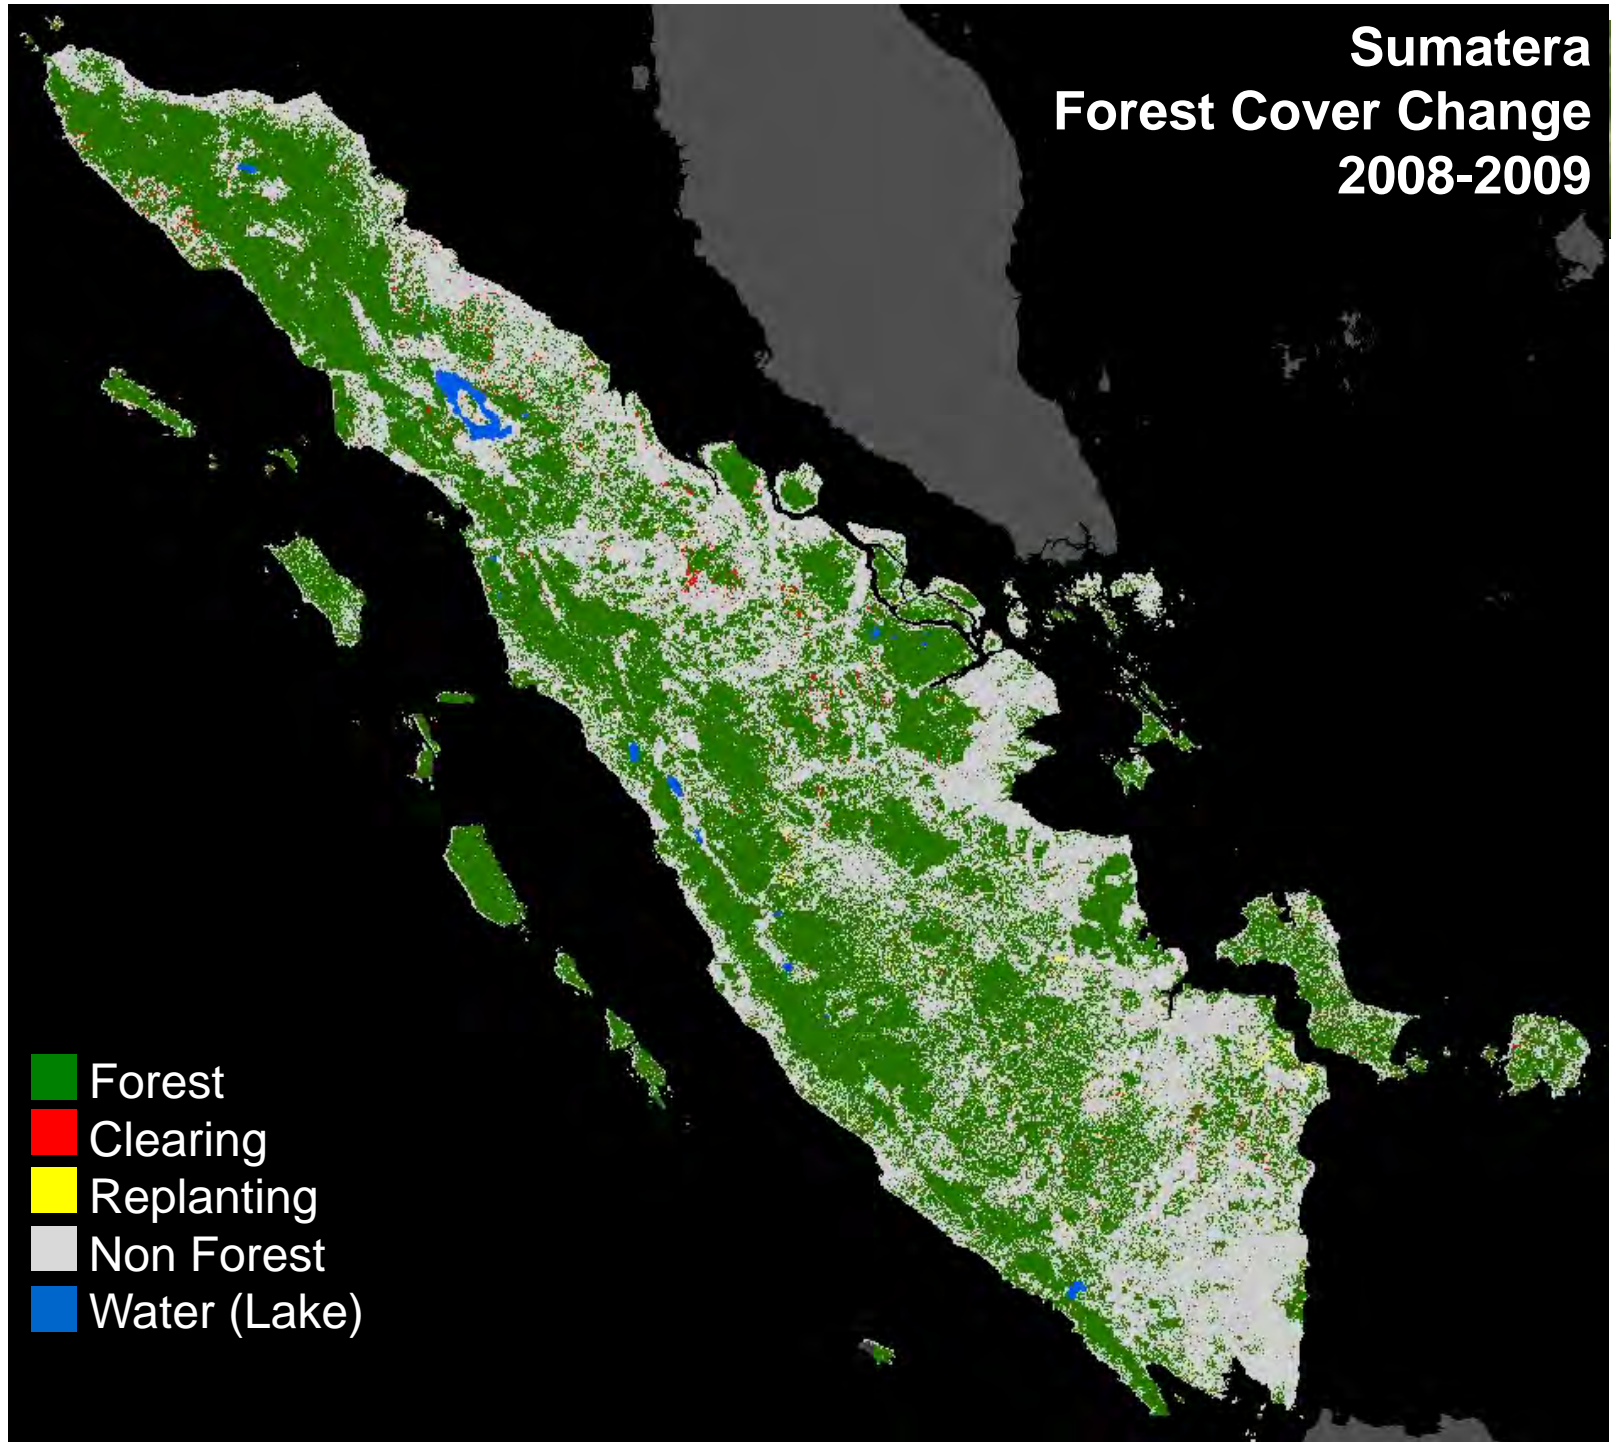 Sumatera
Forest Cover Change
2008-2009
Forest
Clearing
Replanting
Non Forest
Water (Lake)